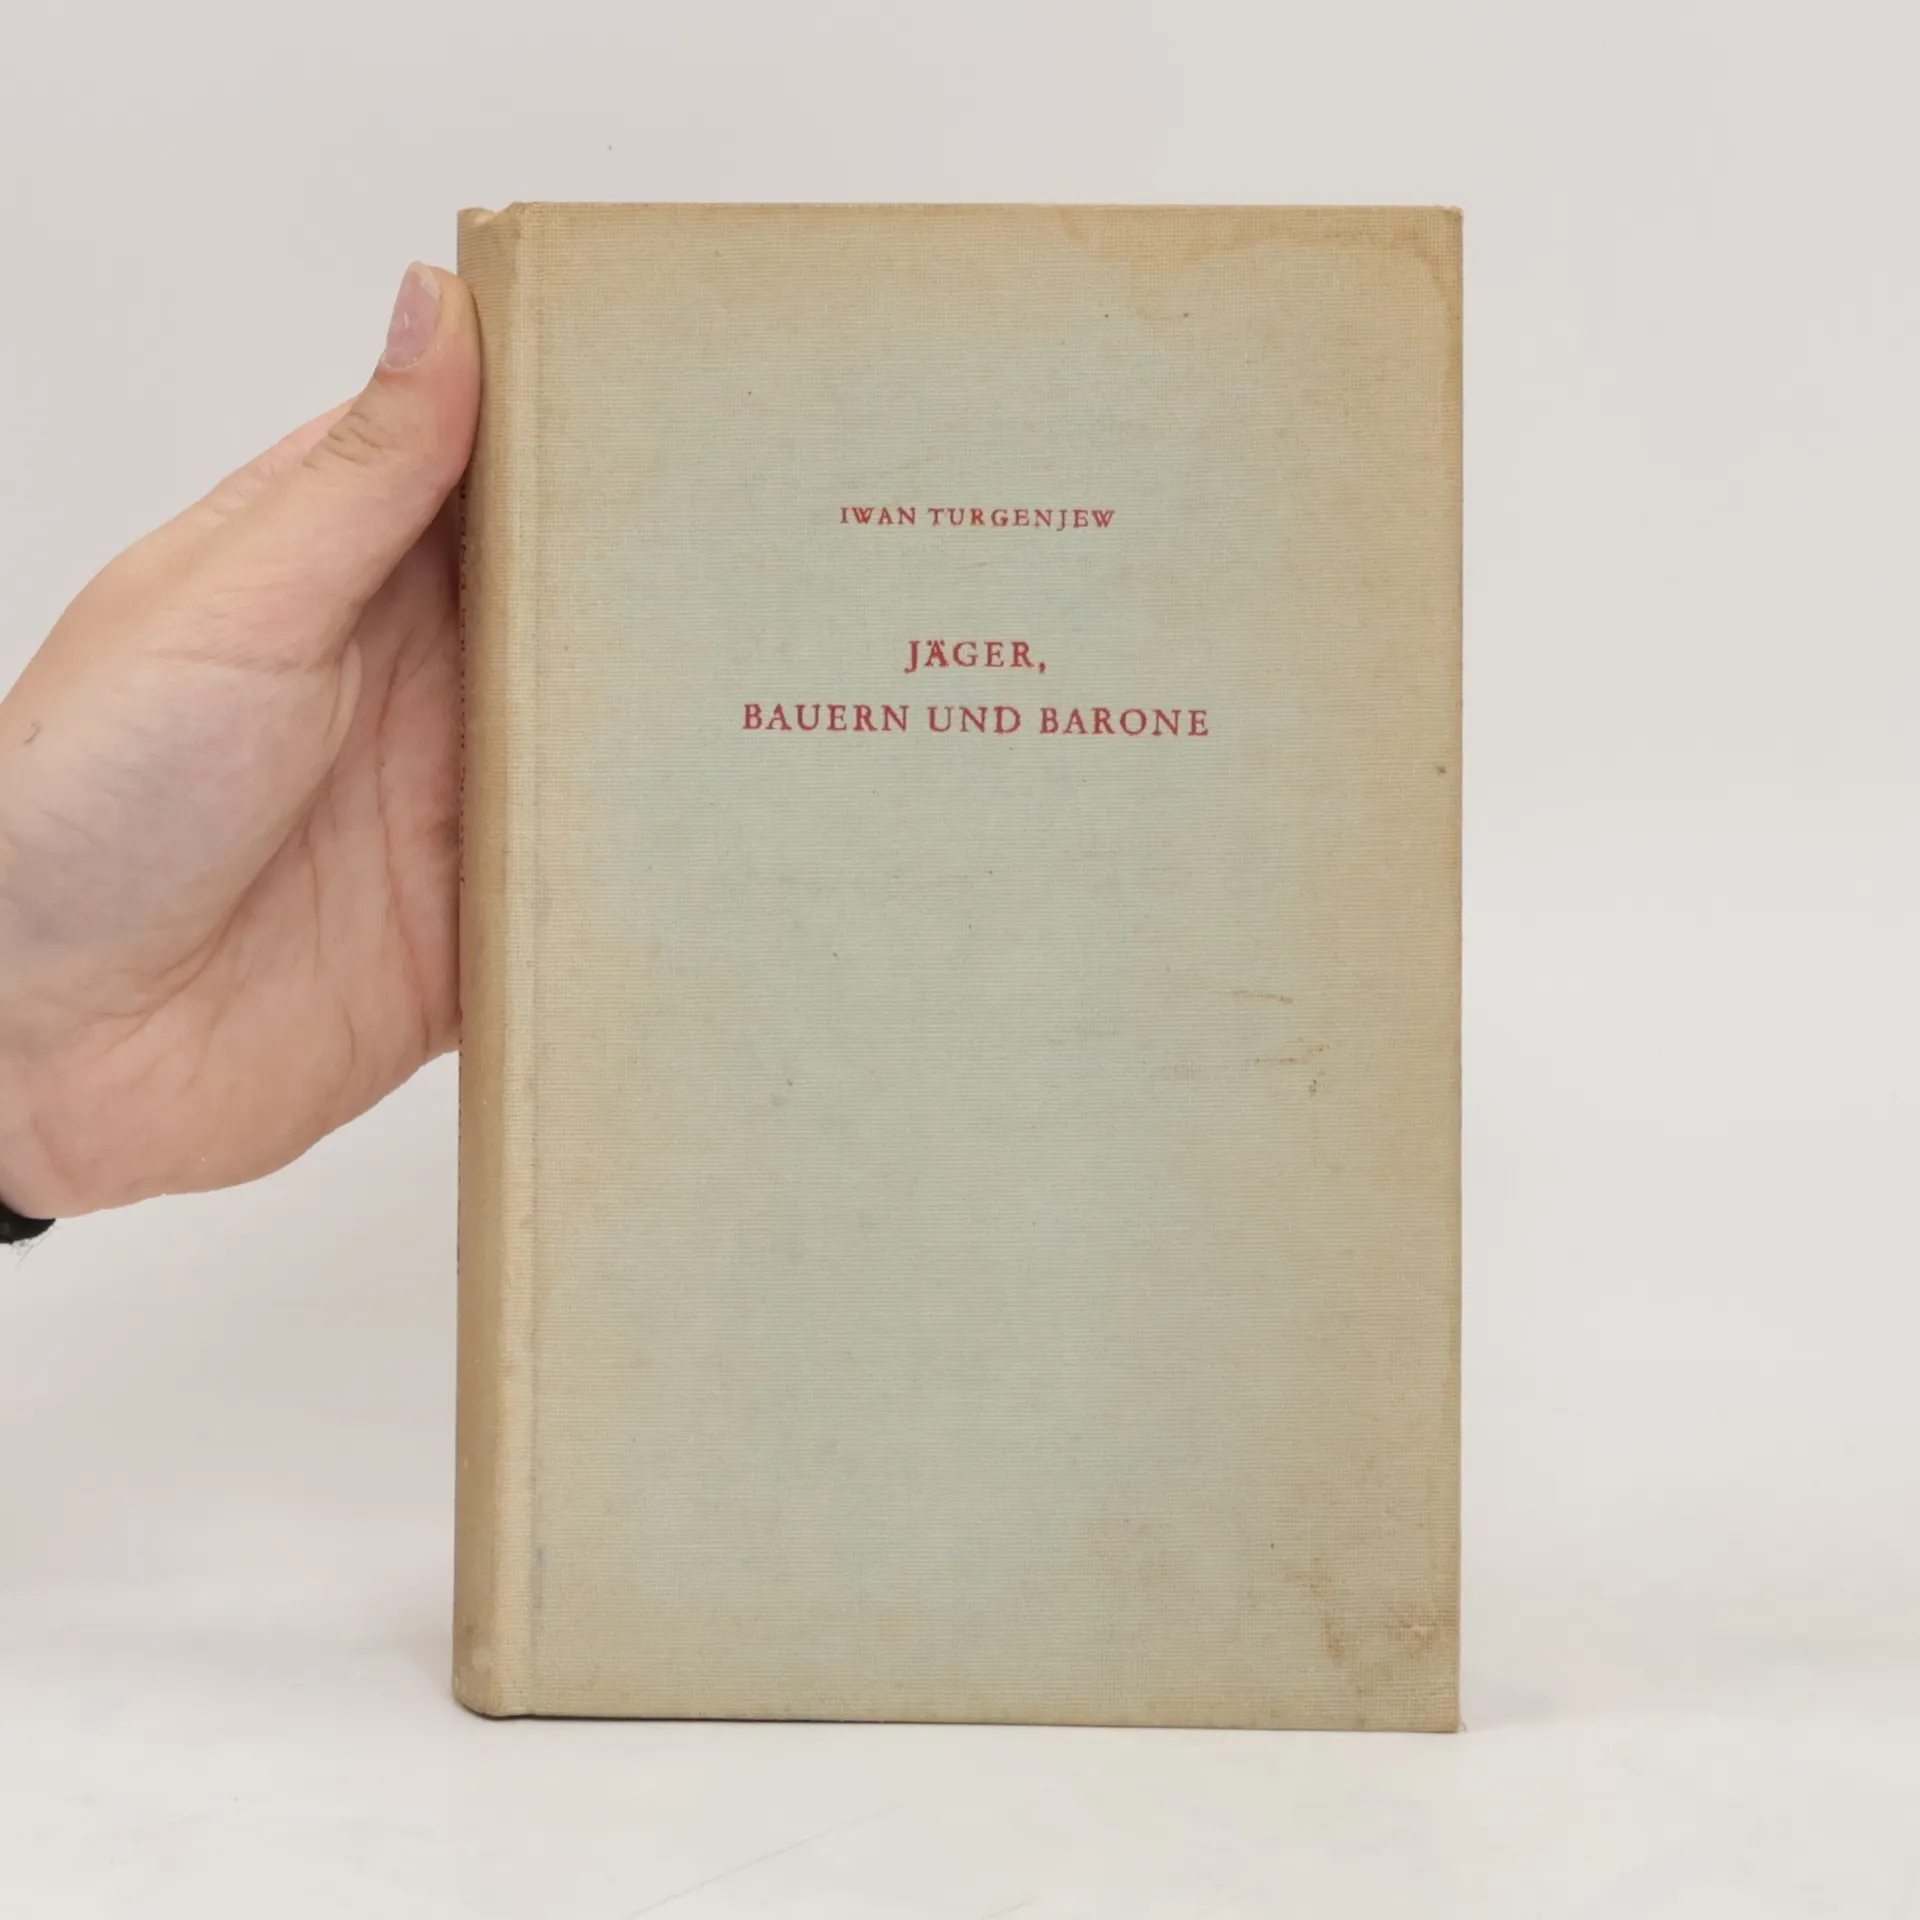 IWAN TURGENJEW
JÄGER,
BAUERN UND BARONE